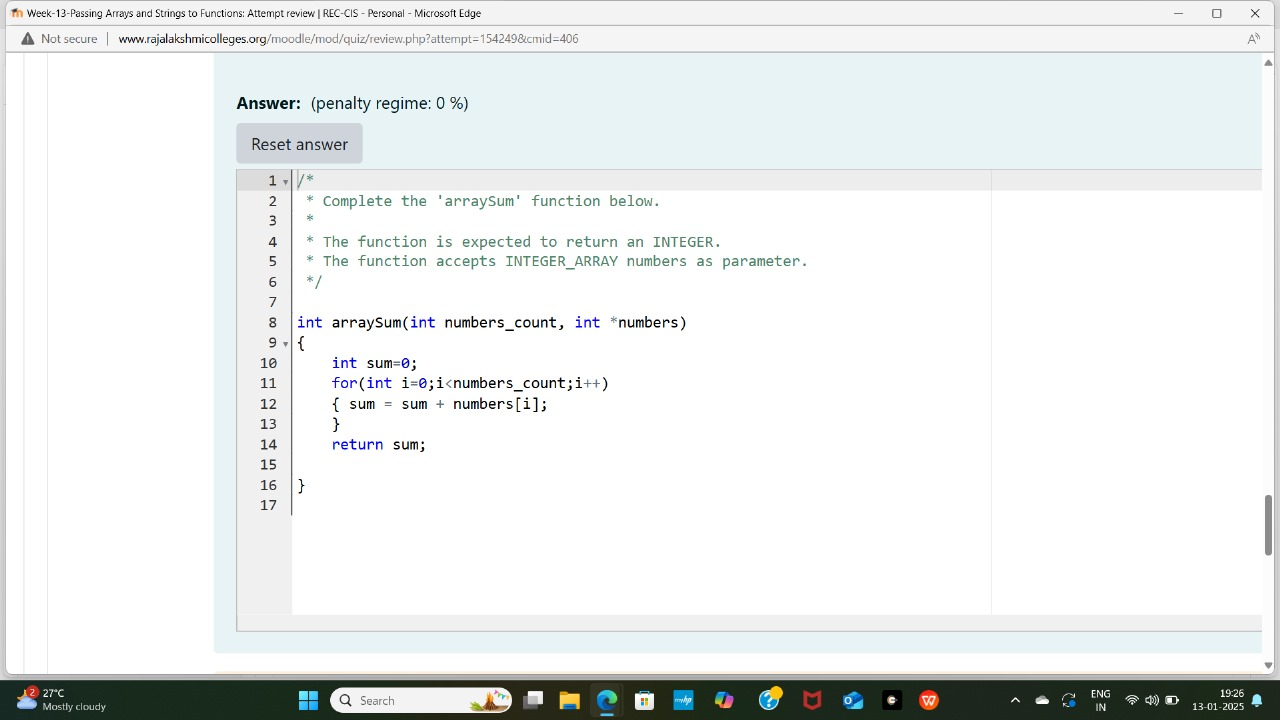 Week-13-Passing Arrays and Strings to Functions: Attempt review | REC-CIS - Personal - Microsoft Edge
Not secure | www.rajalakshmicolleges.org/moodle/mod/quiz/review.php?attempt=154249&cmid=406
Answer: (penalty regime: 0 %)
Reset answer
1 /*
2  * Complete the 'arraySum' function below.
3  *
4  * The function is expected to return an INTEGER.
5  * The function accepts INTEGER_ARRAY numbers as parameter.
6  */
7
8 int arraySum(int numbers_count, int *numbers)
9 {
10     int sum=0;
11     for(int i=0;i<numbers_count;i++)
12     { sum = sum + numbers[i];
13     }
14     return sum;
15
16 }
17
2
27°C
Mostly cloudy
Search
myhp
ENG
IN
19:26
13-01-2025